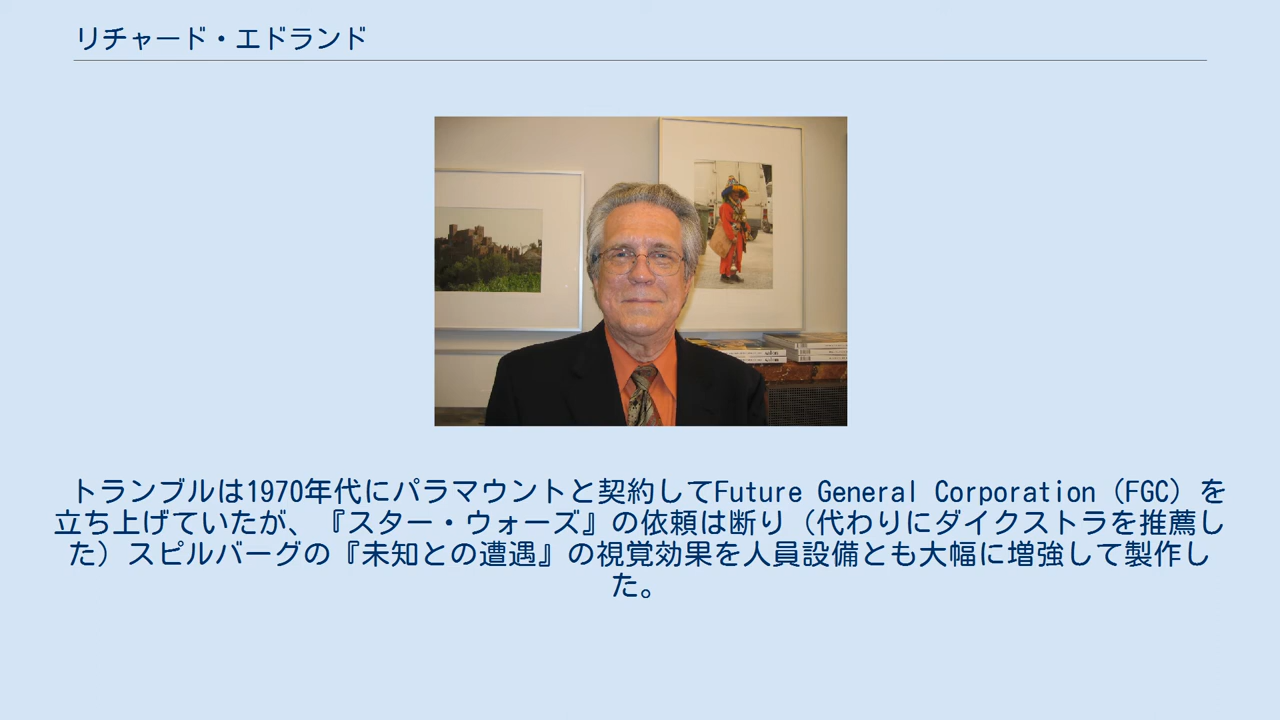 リチャード・エドランド
トランブルは1970年代にパラマウントと契約してFuture General Corporation（FGC）を
立ち上げていたが、『スター・ウォーズ』の依頼は断り（代わりにダイクストラを推薦し
た）スピルバーグの『未知との遭遇』の視覚効果を人員設備とも大幅に増強して製作し
た。